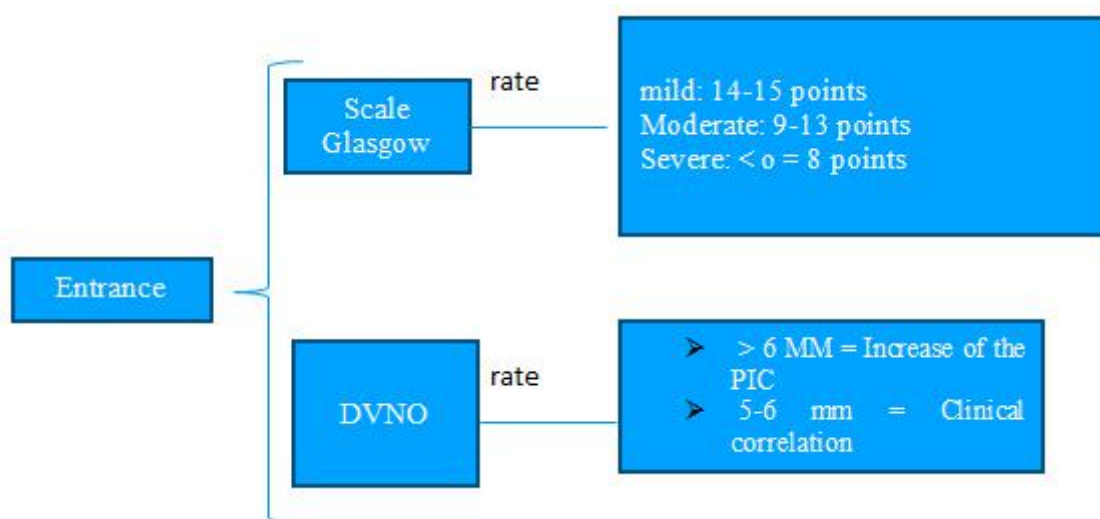 Entrance
Scale
Glasgow
rate
mild: 14-15 points
Moderate: 9-13 points
Severe: < o = 8 points
DVNO
rate
➤ > 6 MM = Increase of the
PIC
➤ 5-6 mm = Clinical
correlation